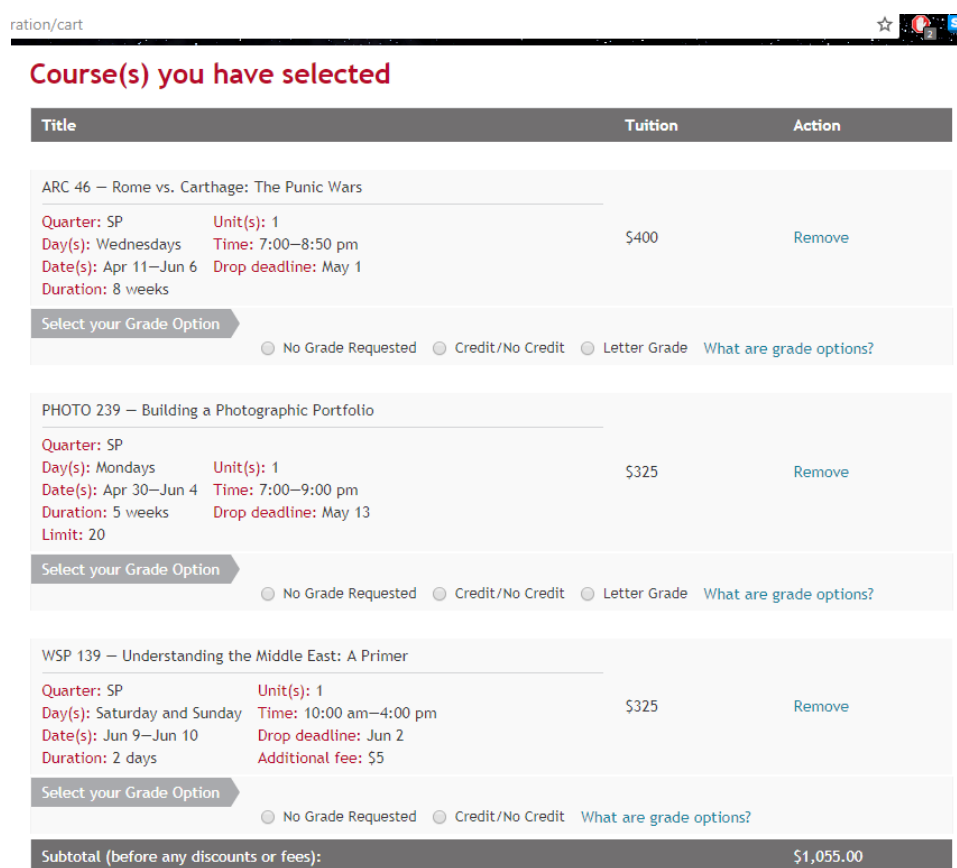 ration/cart
2
Course(s) you have selected
Title Tuition Action
ARC 46 — Rome vs. Carthage: The Punic Wars
Quarter: SP Unit(s): 1
Day(s): Wednesdays Time: 7:00—8:50 pm
$400 Remove
Date(s): Apr 11—Jun 6 Drop deadline: May 1
Duration: 8 weeks
Select your Grade Option
No Grade Requested Credit/No Credit Letter Grade What are grade options?
PHOTO 239 — Building a Photographic Portfolio
Quarter: SP
Day(s): Mondays Unit(s): 1
$325 Remove
Date(s): Apr 30—Jun 4 Time: 7:00—9:00 pm
Duration: 5 weeks Drop deadline: May 13
Limit: 20
Select your Grade Option
No Grade Requested Credit/No Credit Letter Grade What are grade options?
WSP 139 — Understanding the Middle East: A Primer
Quarter: SP Unit(s): 1
Day(s): Saturday and Sunday Time: 10:00 am—4:00 pm
$325 Remove
Date(s): Jun 9—Jun 10 Drop deadline: Jun 2
Duration: 2 days Additional fee: $5
Select your Grade Option
No Grade Requested Credit/No Credit What are grade options?
Subtotal (before any discounts or fees): $1,055.00